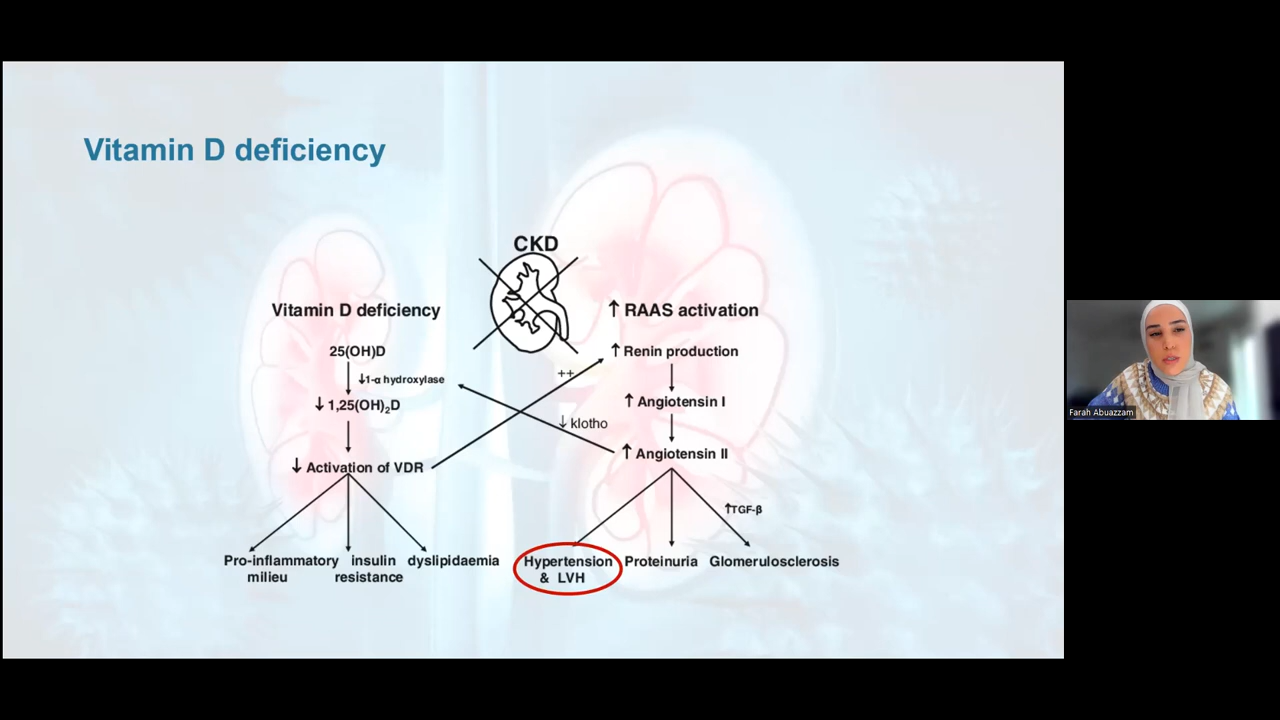 Vitamin D deficiency
CKD
Vitamin D deficiency
↑ RAAS activation
25(OH)D
↑ Renin production
↓1-α hydroxylase
++
↓ 1,25(OH)₂D
↑ Angiotensin I
↓ klotho
↓ Activation of VDR
↑ Angiotensin II
↑TGF-β
Pro-inflammatory
milieu
insulin
resistance
dyslipidaemia
Hypertension
& LVH
Proteinuria
Glomerulosclerosis
Farah Abuazzam